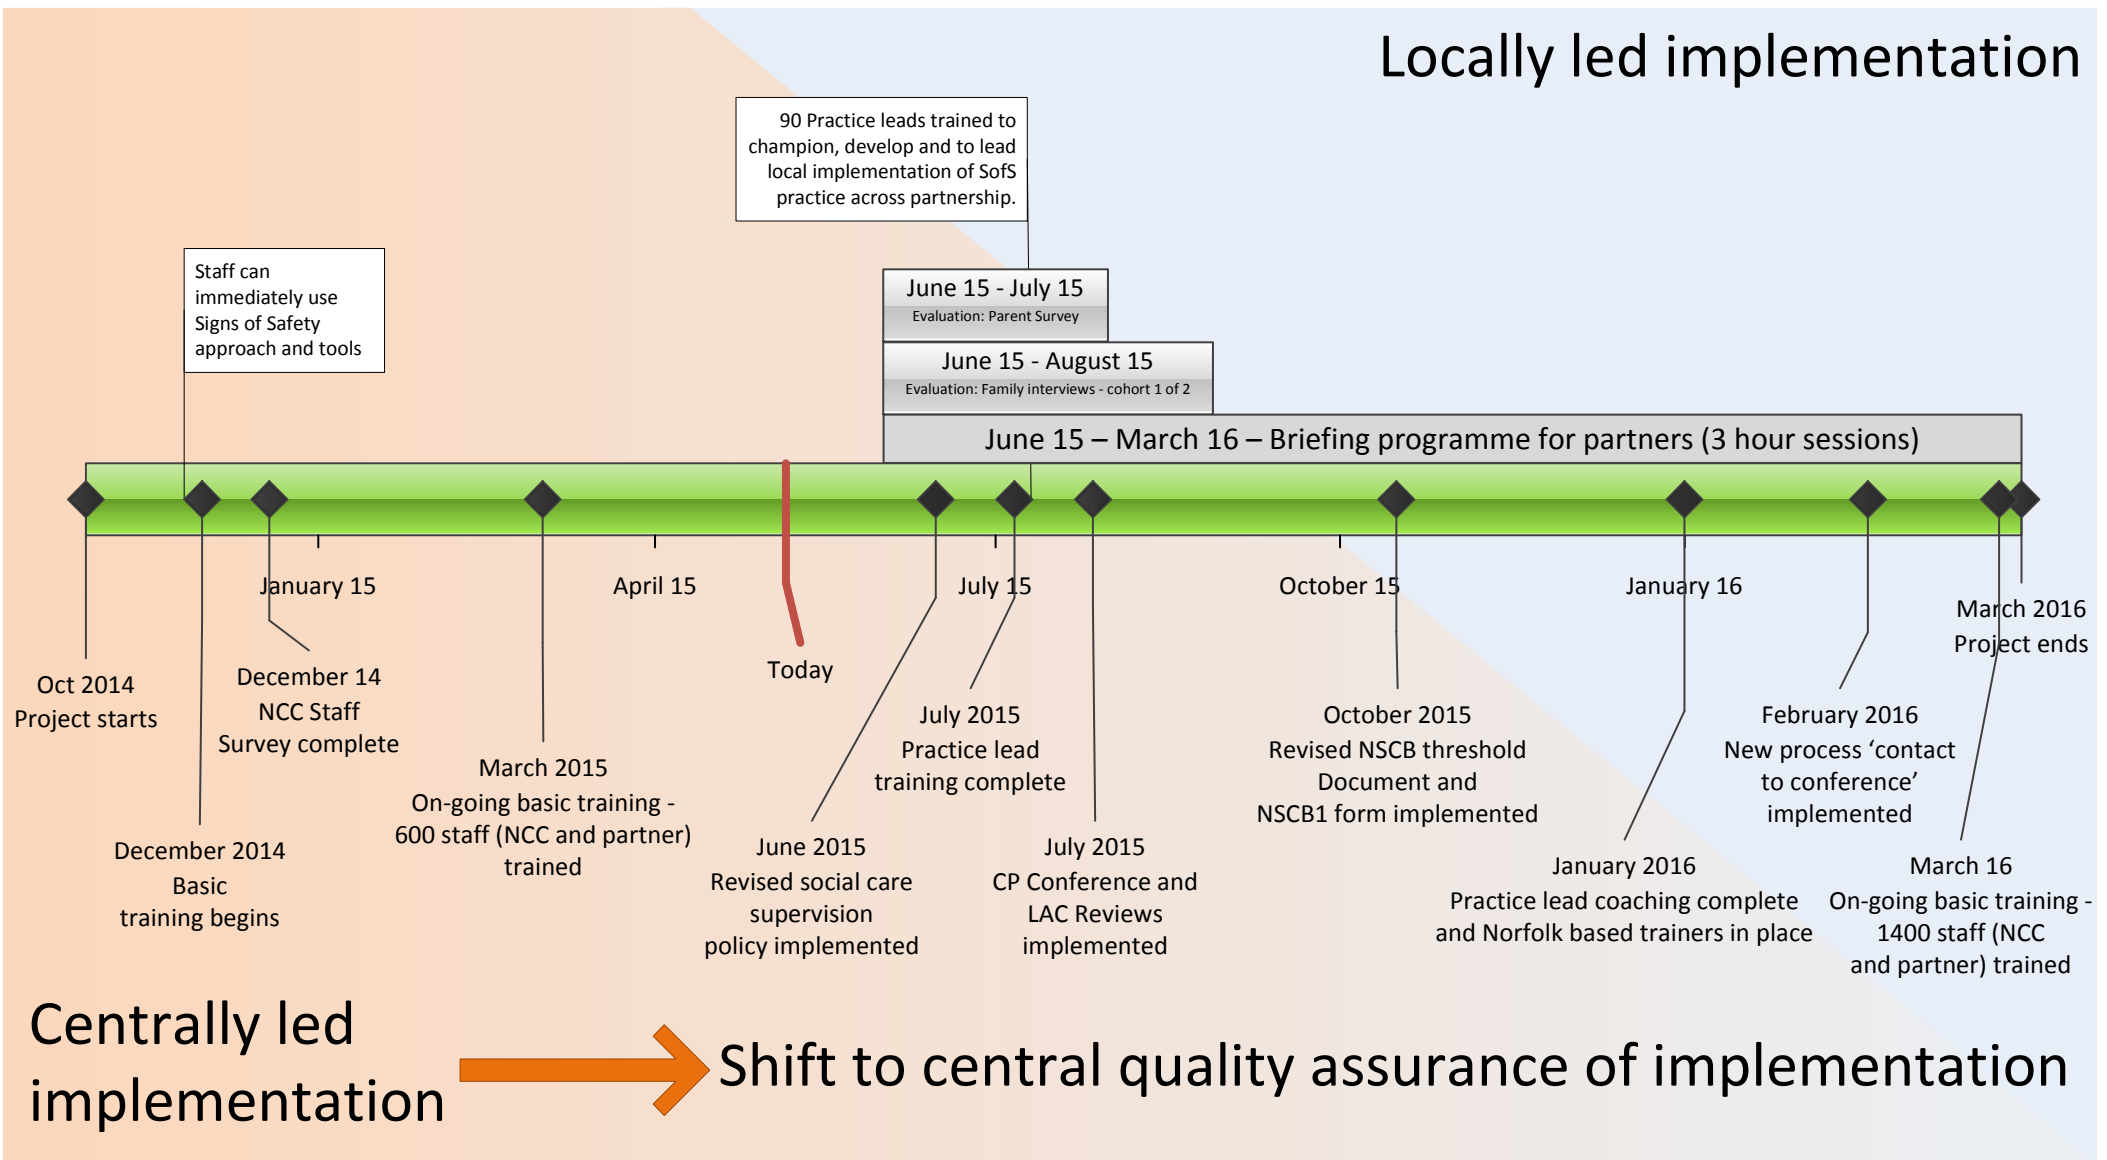 Locally led implementation
90 Practice leads trained to
champion, develop and to lead
local implementation of SofS
practice across partnership.
Staff can
immediately use
Signs of Safety
approach and tools
June 15 - July 15
Evaluation: Parent Survey
June 15 - August 15
Evaluation: Family interviews - cohort 1 of 2
June 15 – March 16 – Briefing programme for partners (3 hour sessions)
January 15
April 15
July 15
October 15
January 16
Oct 2014
Project starts
December 2014
Basic
training begins
December 14
NCC Staff
Survey complete
March 2015
On-going basic training -
600 staff (NCC and partner)
trained
Today
June 2015
Revised social care
supervision
policy implemented
July 2015
Practice lead
training complete
July 2015
CP Conference and
LAC Reviews
implemented
October 2015
Revised NSCB threshold
Document and
NSCB1 form implemented
January 2016
Practice lead coaching complete
and Norfolk based trainers in place
February 2016
New process ‘contact
to conference’
implemented
March 16
On-going basic training -
1400 staff (NCC
and partner) trained
March 2016
Project ends
Centrally led
implementation
Shift to central quality assurance of implementation